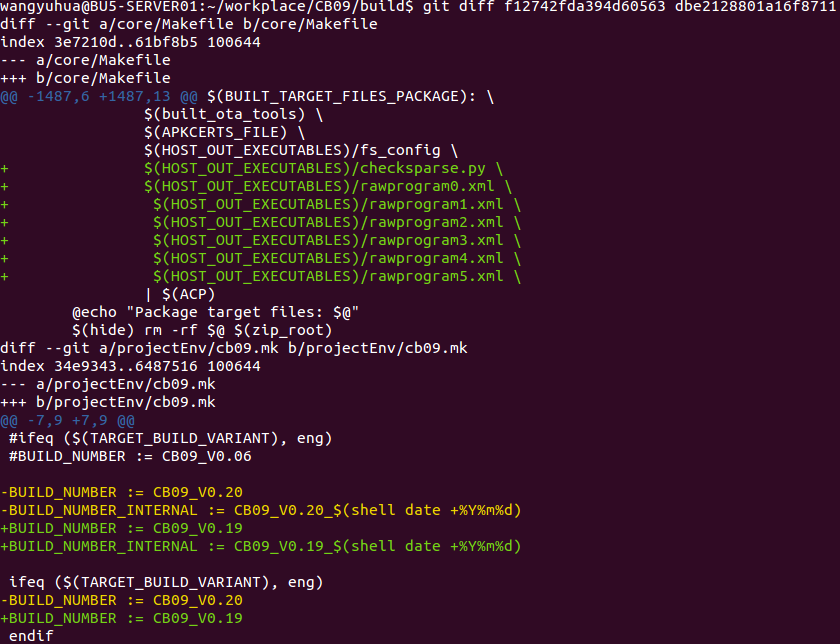 wangyuhua@BU5-SERVER01:~/workplace/CB09/build$ git diff f12742fda394d60563 dbe2128801a16f8711
diff --git a/core/Makefile b/core/Makefile
index 3e7210d..61bf8b5 100644
--- a/core/Makefile
+++ b/core/Makefile
@@ -1487,6 +1487,13 @@ $(BUILT_TARGET_FILES_PACKAGE): \
                $(built_ota_tools) \
                $(APKCERTS_FILE) \
                $(HOST_OUT_EXECUTABLES)/fs_config \
+               $(HOST_OUT_EXECUTABLES)/checksparse.py \
+               $(HOST_OUT_EXECUTABLES)/rawprogram0.xml \
+                $(HOST_OUT_EXECUTABLES)/rawprogram1.xml \
+                $(HOST_OUT_EXECUTABLES)/rawprogram2.xml \
+                $(HOST_OUT_EXECUTABLES)/rawprogram3.xml \
+                $(HOST_OUT_EXECUTABLES)/rawprogram4.xml \
+                $(HOST_OUT_EXECUTABLES)/rawprogram5.xml \
                | $(ACP)
        @echo "Package target files: $@"
        $(hide) rm -rf $@ $(zip_root)
diff --git a/projectEnv/cb09.mk b/projectEnv/cb09.mk
index 34e9343..6487516 100644
--- a/projectEnv/cb09.mk
+++ b/projectEnv/cb09.mk
@@ -7,9 +7,9 @@
 #ifeq ($(TARGET_BUILD_VARIANT), eng)
 #BUILD_NUMBER := CB09_V0.06
-BUILD_NUMBER := CB09_V0.20
-BUILD_NUMBER_INTERNAL := CB09_V0.20_$(shell date +%Y%m%d)
+BUILD_NUMBER := CB09_V0.19
+BUILD_NUMBER_INTERNAL := CB09_V0.19_$(shell date +%Y%m%d)
 ifeq ($(TARGET_BUILD_VARIANT), eng)
-BUILD_NUMBER := CB09_V0.20
+BUILD_NUMBER := CB09_V0.19
 endif